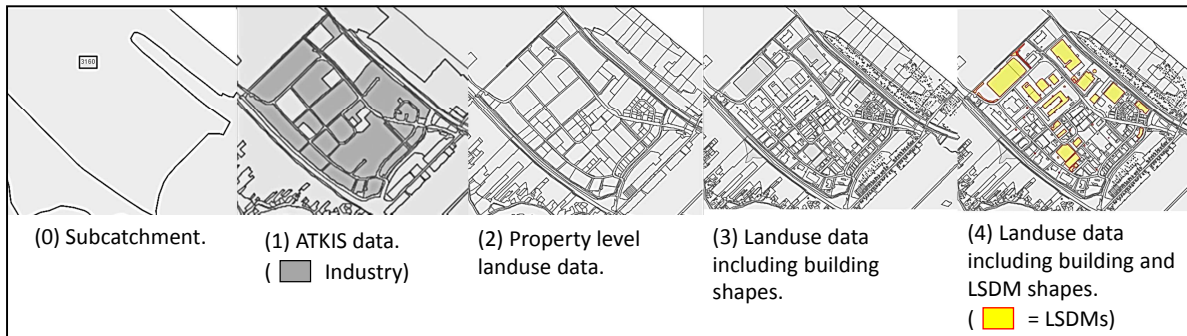 3160
(0) Subcatchment.
(1) ATKIS data.
( Industry)
(2) Property level
landuse data.
(3) Landuse data
including building
shapes.
(4) Landuse data
including building and
LSDM shapes.
( = LSDMs)